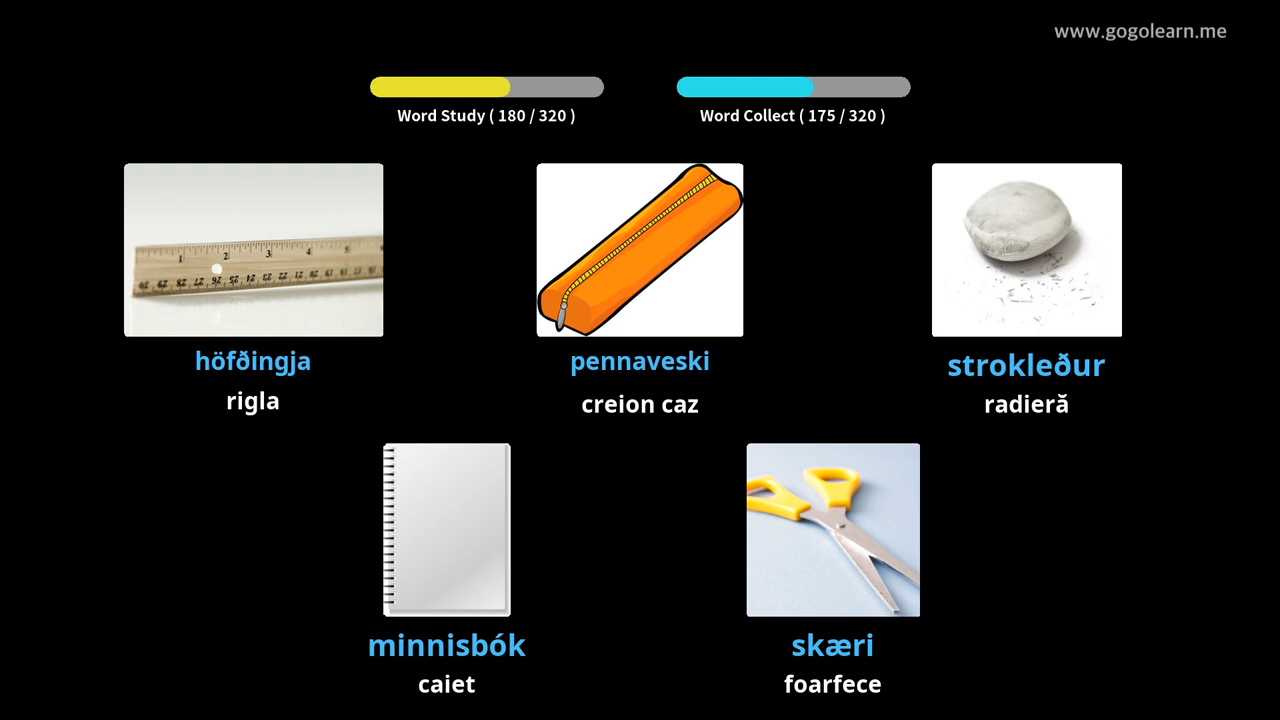 www.gogolearn.me
Word Study ( 180 / 320 )
Word Collect ( 175 / 320 )
höfðingja
rigla
pennaveski
creion caz
strokleður
radieră
minnisbók
caiet
skæri
foarfece